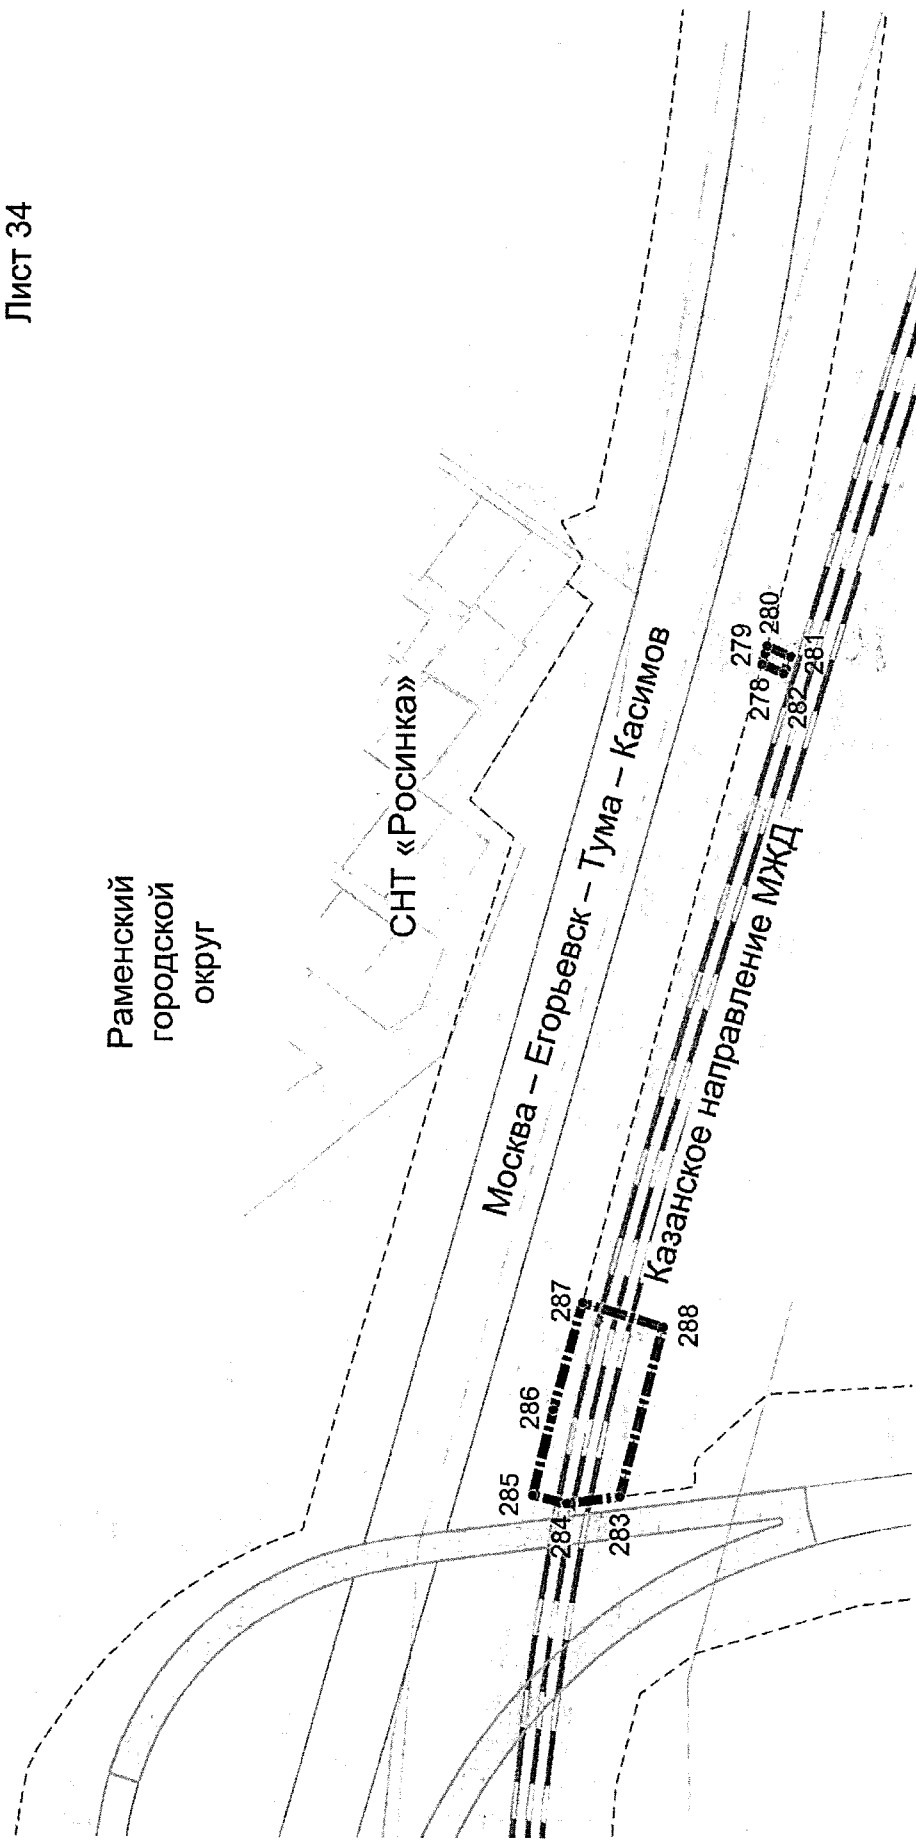 Лист 34
Раменский
городской
округ
СНТ «Росинка»
Москва – Егорьевск – Тума – Касимов
Казанское направление МЖД
278
279
280
281
282
283
284
285
286
287
288